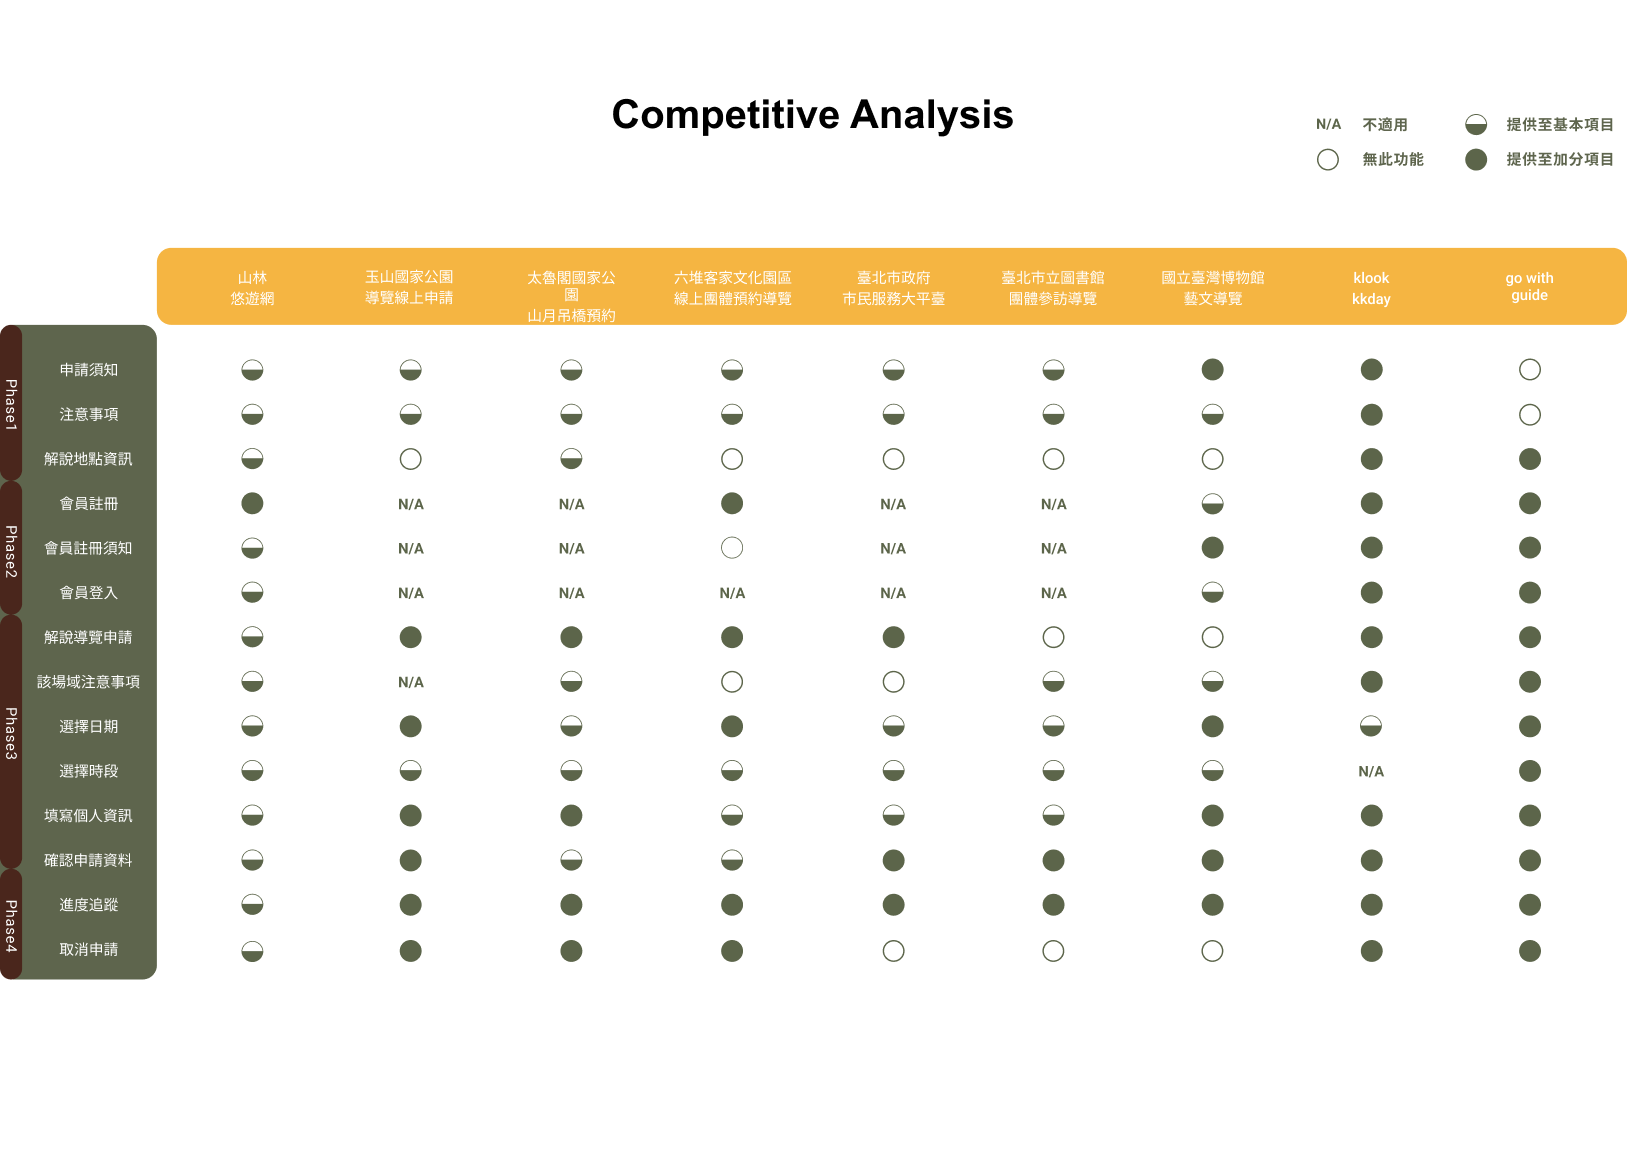 Competitive Analysis
N/A 不適用 提供至基本項目
無此功能 提供至加分項目
山林
悠遊網
玉山國家公園
導覽線上申請
太魯閣國家公
園
山月吊橋預約
六堆客家文化園區
線上團體預約導覽
臺北市政府
市民服務大平臺
臺北市立圖書館
團體參訪導覽
國立臺灣博物館
藝文導覽
klook
kkday
go with
guide
Phase1
申請須知
注意事項
解說地點資訊
Phase2
會員註冊 N/A N/A N/A N/A
會員註冊須知 N/A N/A N/A N/A
會員登入 N/A N/A N/A N/A N/A
Phase3
解說導覽申請
該場域注意事項 N/A
選擇日期
選擇時段 N/A
填寫個人資訊
確認申請資料
Phase4
進度追蹤
取消申請